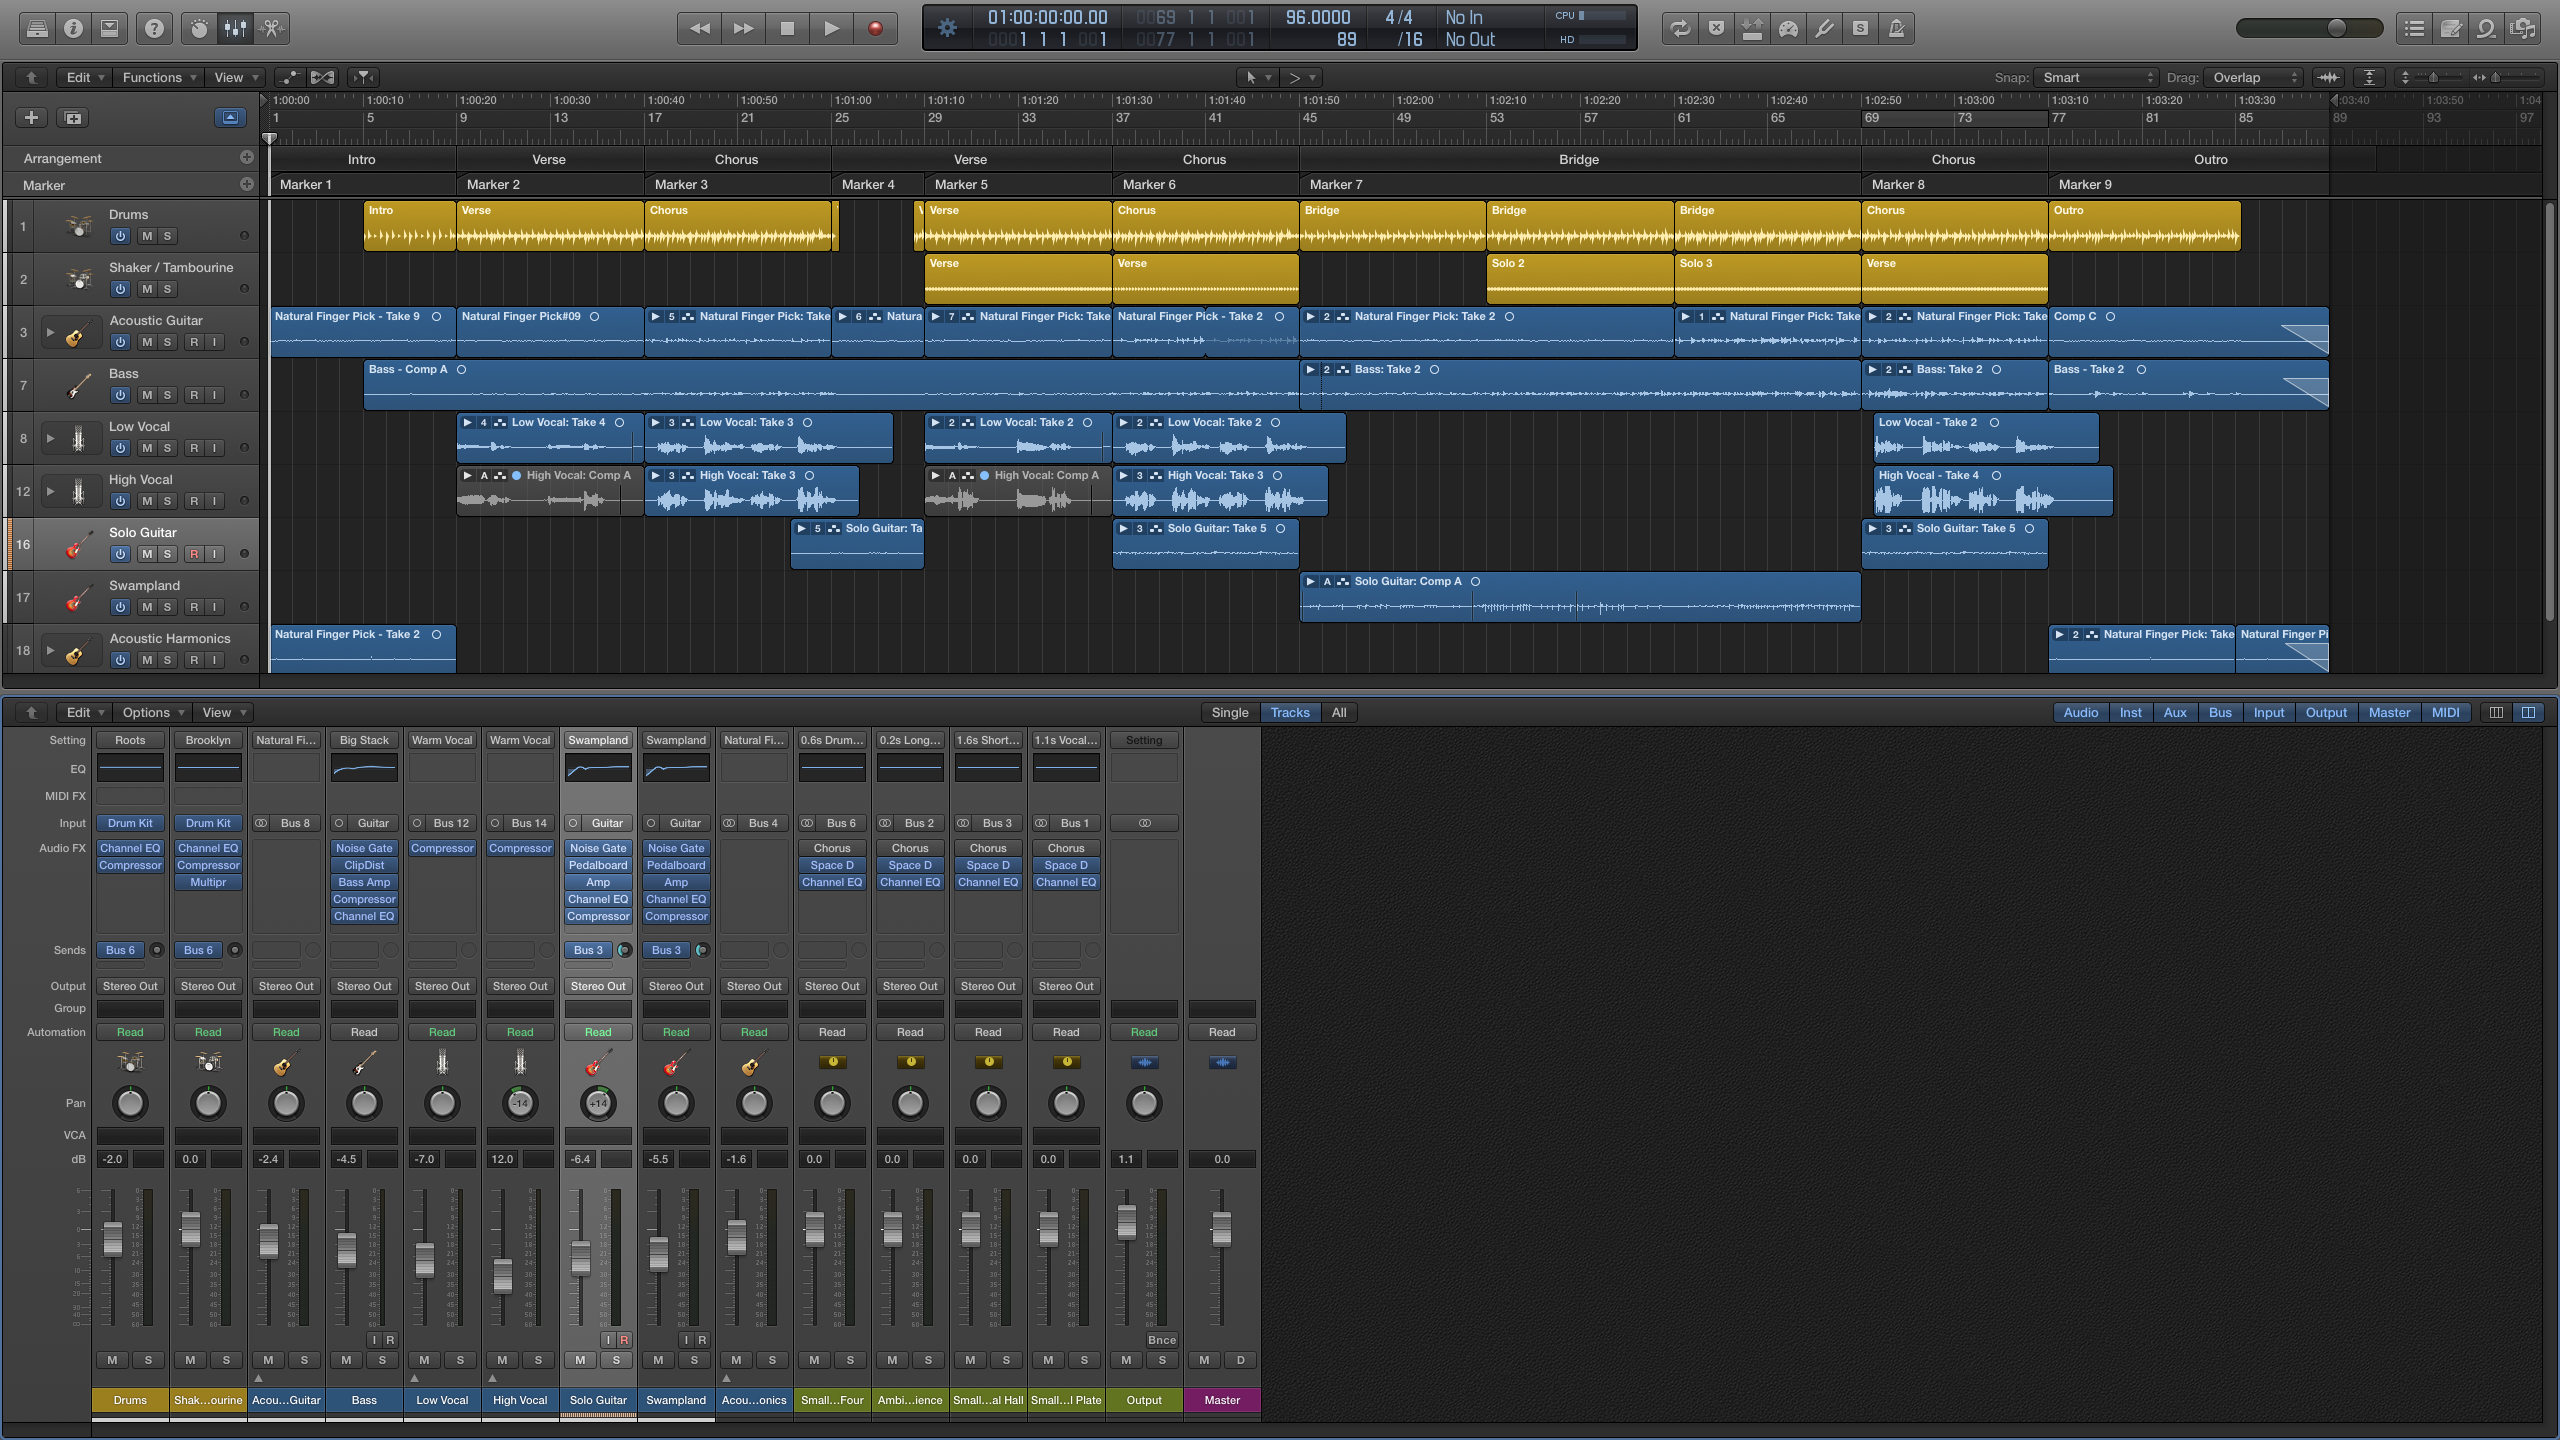 01:00:00:00.00 0069 1 1 001 96.0000 4/4 No In CPU
0001 1 1 001 0077 1 1 001 89 /16 No Out HD
Edit Functions View Snap: Smart Drag: Overlap
1:00:00 1:00:10 1:00:20 1:00:30 1:00:40 1:00:50 1:01:00 1:01:10 1:01:20 1:01:30 1:01:40 1:01:50 1:02:00 1:02:10 1:02:20 1:02:30 1:02:40 1:02:50 1:03:00 1:03:10 1:03:20 1:03:30 1:03:40 1:03:50 1:04
1 5 9 13 17 21 25 29 33 37 41 45 49 53 57 61 65 69 73 77 81 85 89 93 97
Arrangement Intro Verse Chorus Verse Chorus Bridge Chorus Outro
Marker Marker 1 Marker 2 Marker 3 Marker 4 Marker 5 Marker 6 Marker 7 Marker 8 Marker 9
Drums Intro Verse Chorus Verse Chorus Bridge Bridge Bridge Chorus Outro
1 M S
Shaker / Tambourine Verse Verse Solo 2 Solo 3 Verse
2 M S
Acoustic Guitar Natural Finger Pick - Take 9 Natural Finger Pick#09 5 Natural Finger Pick: Take 6 Natura 7 Natural Finger Pick: Take Natural Finger Pick - Take 2 2 Natural Finger Pick: Take 2 1 Natural Finger Pick: Take 2 Natural Finger Pick: Take Comp C
3 M S R I
Bass Bass - Comp A 2 Bass: Take 2 2 Bass: Take 2 Bass - Take 2
7 M S R I
Low Vocal 4 Low Vocal: Take 4 3 Low Vocal: Take 3 2 Low Vocal: Take 2 2 Low Vocal: Take 2 Low Vocal - Take 2
8 M S R I
High Vocal A High Vocal: Comp A 3 High Vocal: Take 3 A High Vocal: Comp A 3 High Vocal: Take 3 High Vocal - Take 4
12 M S R I
Solo Guitar 5 Solo Guitar: Ta 3 Solo Guitar: Take 5 3 Solo Guitar: Take 5
16 M S R I
Swampland A Solo Guitar: Comp A
17 M S R I
Acoustic Harmonics Natural Finger Pick - Take 2 2 Natural Finger Pick: Take Natural Finger Pi
18 M S R I
Edit Options View Single Tracks All Audio Inst Aux Bus Input Output Master MIDI
Setting Roots Brooklyn Natural Fi... Big Stack Warm Vocal Warm Vocal Swampland Swampland Natural Fi... 0.6s Drum... 0.2s Long... 1.6s Short... 1.1s Vocal... Setting
EQ
MIDI FX
Input Drum Kit Drum Kit Bus 8 Guitar Bus 12 Bus 14 Guitar Guitar Bus 4 Bus 6 Bus 2 Bus 3 Bus 1
Audio FX Channel EQ Channel EQ Noise Gate Compressor Compressor Noise Gate Noise Gate Chorus Chorus Chorus Chorus
Compressor Compressor ClipDist Pedalboard Pedalboard Space D Space D Space D Space D
Multipr Bass Amp Amp Amp Channel EQ Channel EQ Channel EQ Channel EQ
Compressor Channel EQ Channel EQ
Channel EQ Compressor Compressor
Sends Bus 6 Bus 6 Bus 3 Bus 3
Output Stereo Out Stereo Out Stereo Out Stereo Out Stereo Out Stereo Out Stereo Out Stereo Out Stereo Out Stereo Out Stereo Out Stereo Out Stereo Out
Group
Automation Read Read Read Read Read Read Read Read Read Read Read Read Read Read Read
Pan -14 +14
VCA
dB -2.0 0.0 -2.4 -4.5 -7.0 12.0 -6.4 -5.5 -1.6 0.0 0.0 0.0 0.0 1.1 0.0
I R I R I R Bnce
M S M S M S M S M S M S M S M S M S M S M S M S M S M S M D
Drums Shak...ourine Acou...Guitar Bass Low Vocal High Vocal Solo Guitar Swampland Acou...onics Small...Four Ambi...ience Small...al Hall Small...l Plate Output Master